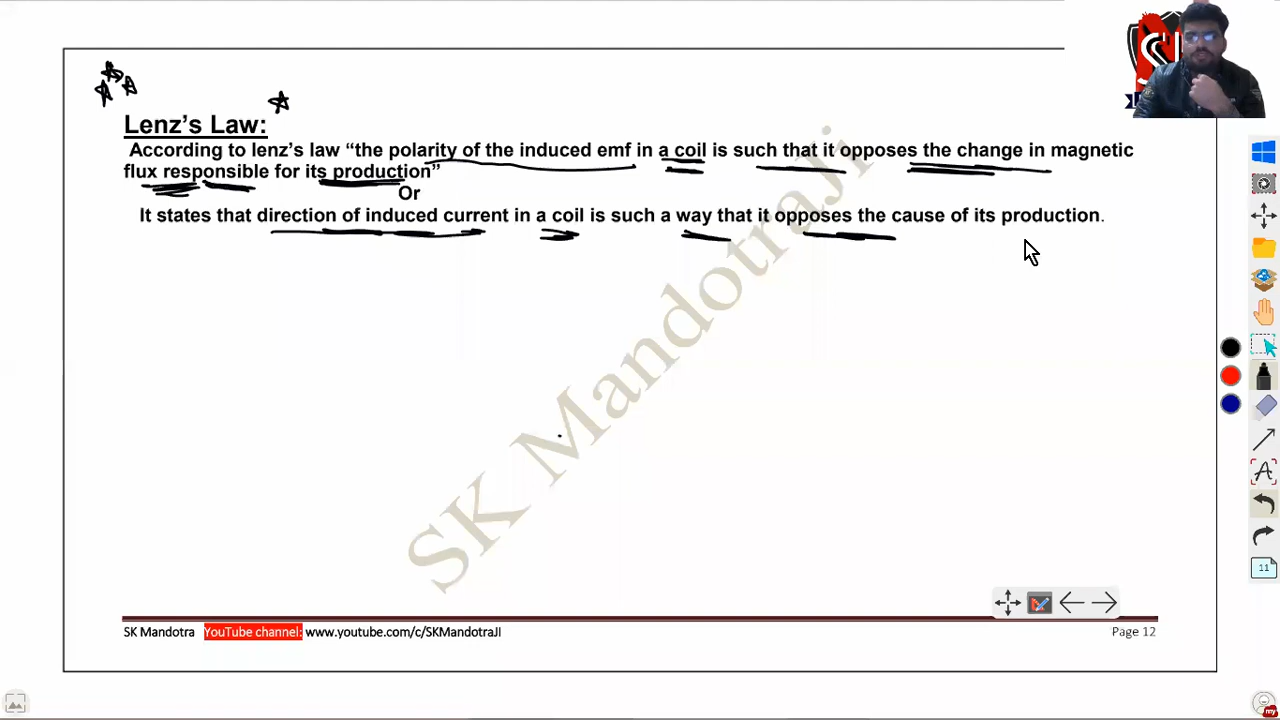 Lenz's Law:
According to lenz's law “the polarity of the induced emf in a coil is such that it opposes the change in magnetic
flux responsible for its production”
Or
It states that direction of induced current in a coil is such a way that it opposes the cause of its production.
SK Mandotraji
SK Mandotra YouTube channel: www.youtube.com/c/SKMandotraJI
Page 12
11